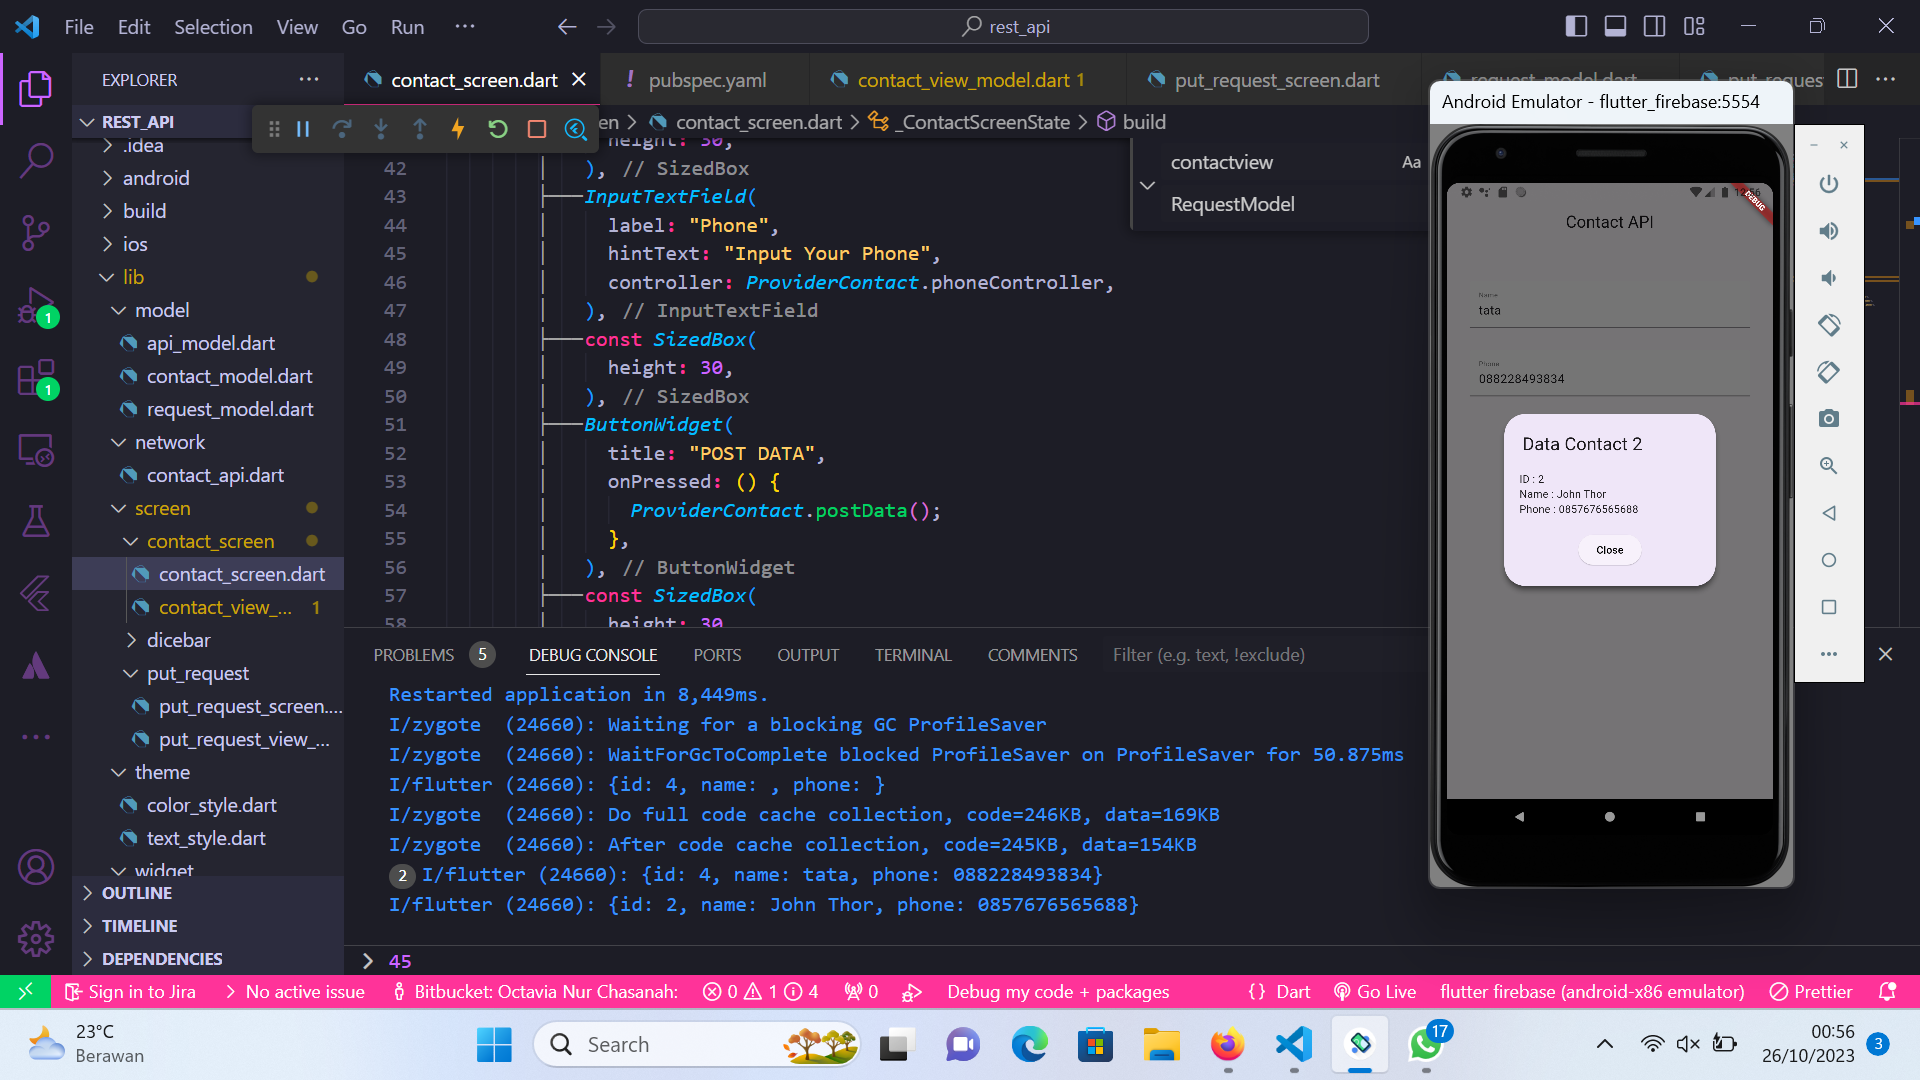 File Edit Selection View Go Run ···
rest_api
EXPLORER
contact_screen.dart
! pubspec.yaml
contact_view_model.dart 1
put_request_screen.dart
REST_API
contact_screen.dart > _ContactScreenState > build
.idea
android
build
ios
lib
model
api_model.dart
contact_model.dart
request_model.dart
network
contact_api.dart
screen
contact_screen
contact_screen.dart
contact_view_... 1
dicebar
put_request
put_request_screen....
put_request_view_...
theme
color_style.dart
text_style.dart
widget
OUTLINE
TIMELINE
DEPENDENCIES
1
1
contactview
Aa
RequestModel
height: 30,
42 ), // SizedBox
43 InputTextField(
44 label: "Phone",
45 hintText: "Input Your Phone",
46 controller: ProviderContact.phoneController,
47 ), // InputTextField
48 const SizedBox(
49 height: 30,
50 ), // SizedBox
51 ButtonWidget(
52 title: "POST DATA",
53 onPressed: () {
54 ProviderContact.postData();
55 },
56 ), // ButtonWidget
57 const SizedBox(
58 height: 30
PROBLEMS 5 DEBUG CONSOLE PORTS OUTPUT TERMINAL COMMENTS
Filter (e.g. text, !exclude)
Restarted application in 8,449ms.
I/zygote (24660): Waiting for a blocking GC ProfileSaver
I/zygote (24660): WaitForGcToComplete blocked ProfileSaver on ProfileSaver for 50.875ms
I/flutter (24660): {id: 4, name: , phone: }
I/zygote (24660): Do full code cache collection, code=246KB, data=169KB
I/zygote (24660): After code cache collection, code=245KB, data=154KB
2 I/flutter (24660): {id: 4, name: tata, phone: 088228493834}
I/flutter (24660): {id: 2, name: John Thor, phone: 0857676565688}
> 45
Android Emulator - flutter_firebase:5554
DEBUG
Contact API
Name
tata
Phone
088228493834
Data Contact 2
ID : 2
Name : John Thor
Phone : 0857676565688
Close
Sign in to Jira
No active issue
Bitbucket: Octavia Nur Chasanah:
0 1 4
0
Debug my code + packages
{} Dart
Go Live
flutter firebase (android-x86 emulator)
Prettier
23°C
Berawan
Search
17
00:56
26/10/2023
3